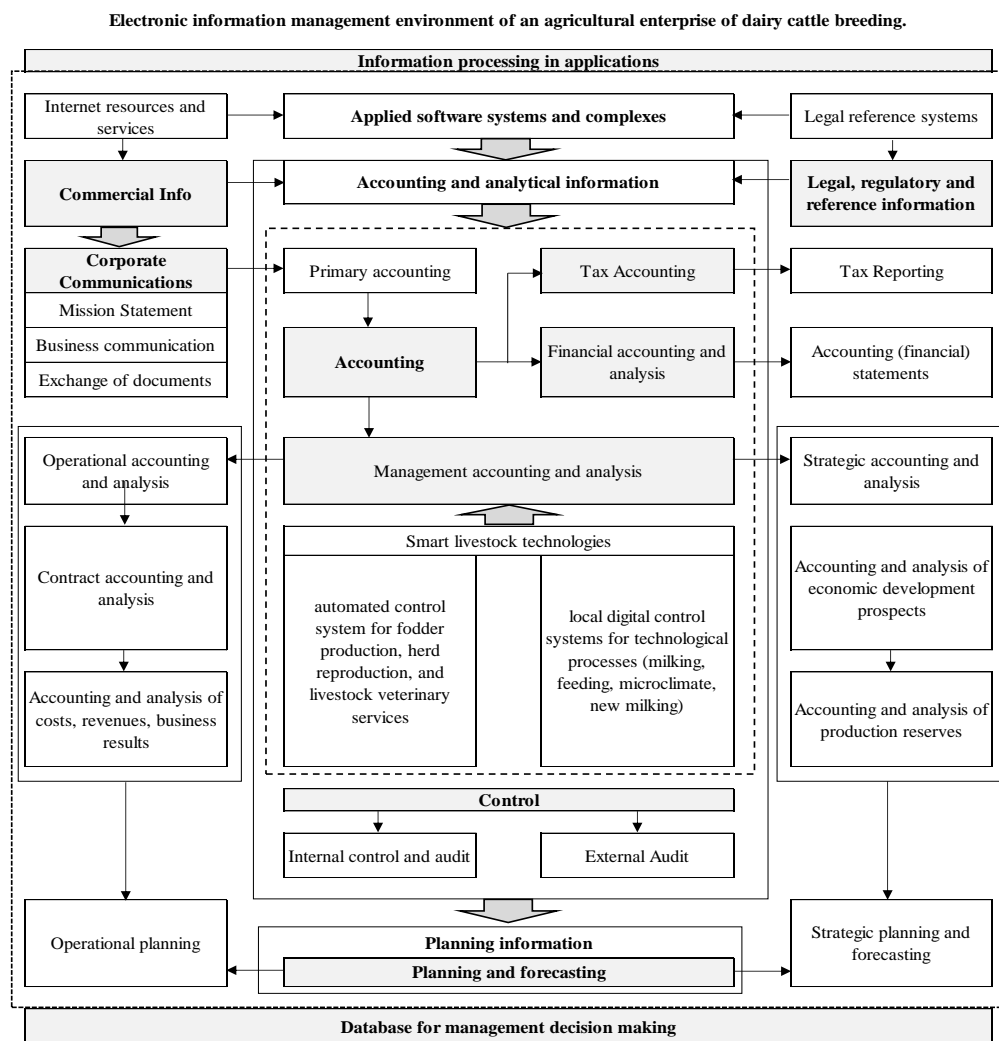 Electronic information management environment of an agricultural enterprise of dairy cattle breeding.
Information processing in applications
Internet resources and
services
Applied software systems and complexes
Legal reference systems
Commercial Info
Accounting and analytical information
Legal, regulatory and
reference information
Corporate
Communications
Mission Statement
Business communication
Exchange of documents
Primary accounting
Tax Accounting
Tax Reporting
Accounting
Financial accounting and
analysis
Accounting (financial)
statements
Operational accounting
and analysis
Management accounting and analysis
Strategic accounting and
analysis
Contract accounting and
analysis
Smart livestock technologies
automated control
system for fodder
production, herd
reproduction, and
livestock veterinary
services
local digital control
systems for technological
processes (milking,
feeding, microclimate,
new milking)
Accounting and analysis of
economic development
prospects
Accounting and analysis of
costs, revenues, business
results
Accounting and analysis of
production reserves
Control
Internal control and audit
External Audit
Operational planning
Planning information
Planning and forecasting
Strategic planning and
forecasting
Database for management decision making